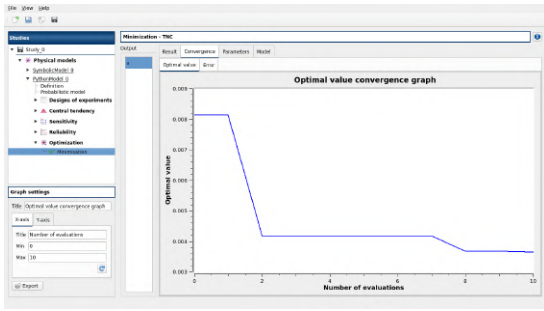 File View Help
Studies
Study_0
Physical models
SymbolicModel_0
PythonModel_0
Definition
Probabilistic model
Designs of experiments
Central tendency
Sensitivity
Reliability
Optimization
Minimization
Graph settings
Title Optimal value convergence graph
X-axis Y-axis
Title Number of evaluations
Min 0
Max 10
Export
Minimization - TNC
Output
Result Convergence Parameters Model
Optimal value Error
Optimal value convergence graph
Optimal value
0.009
0.008
0.007
0.006
0.005
0.004
0.003
0 2 4 6 8 10
Number of evaluations